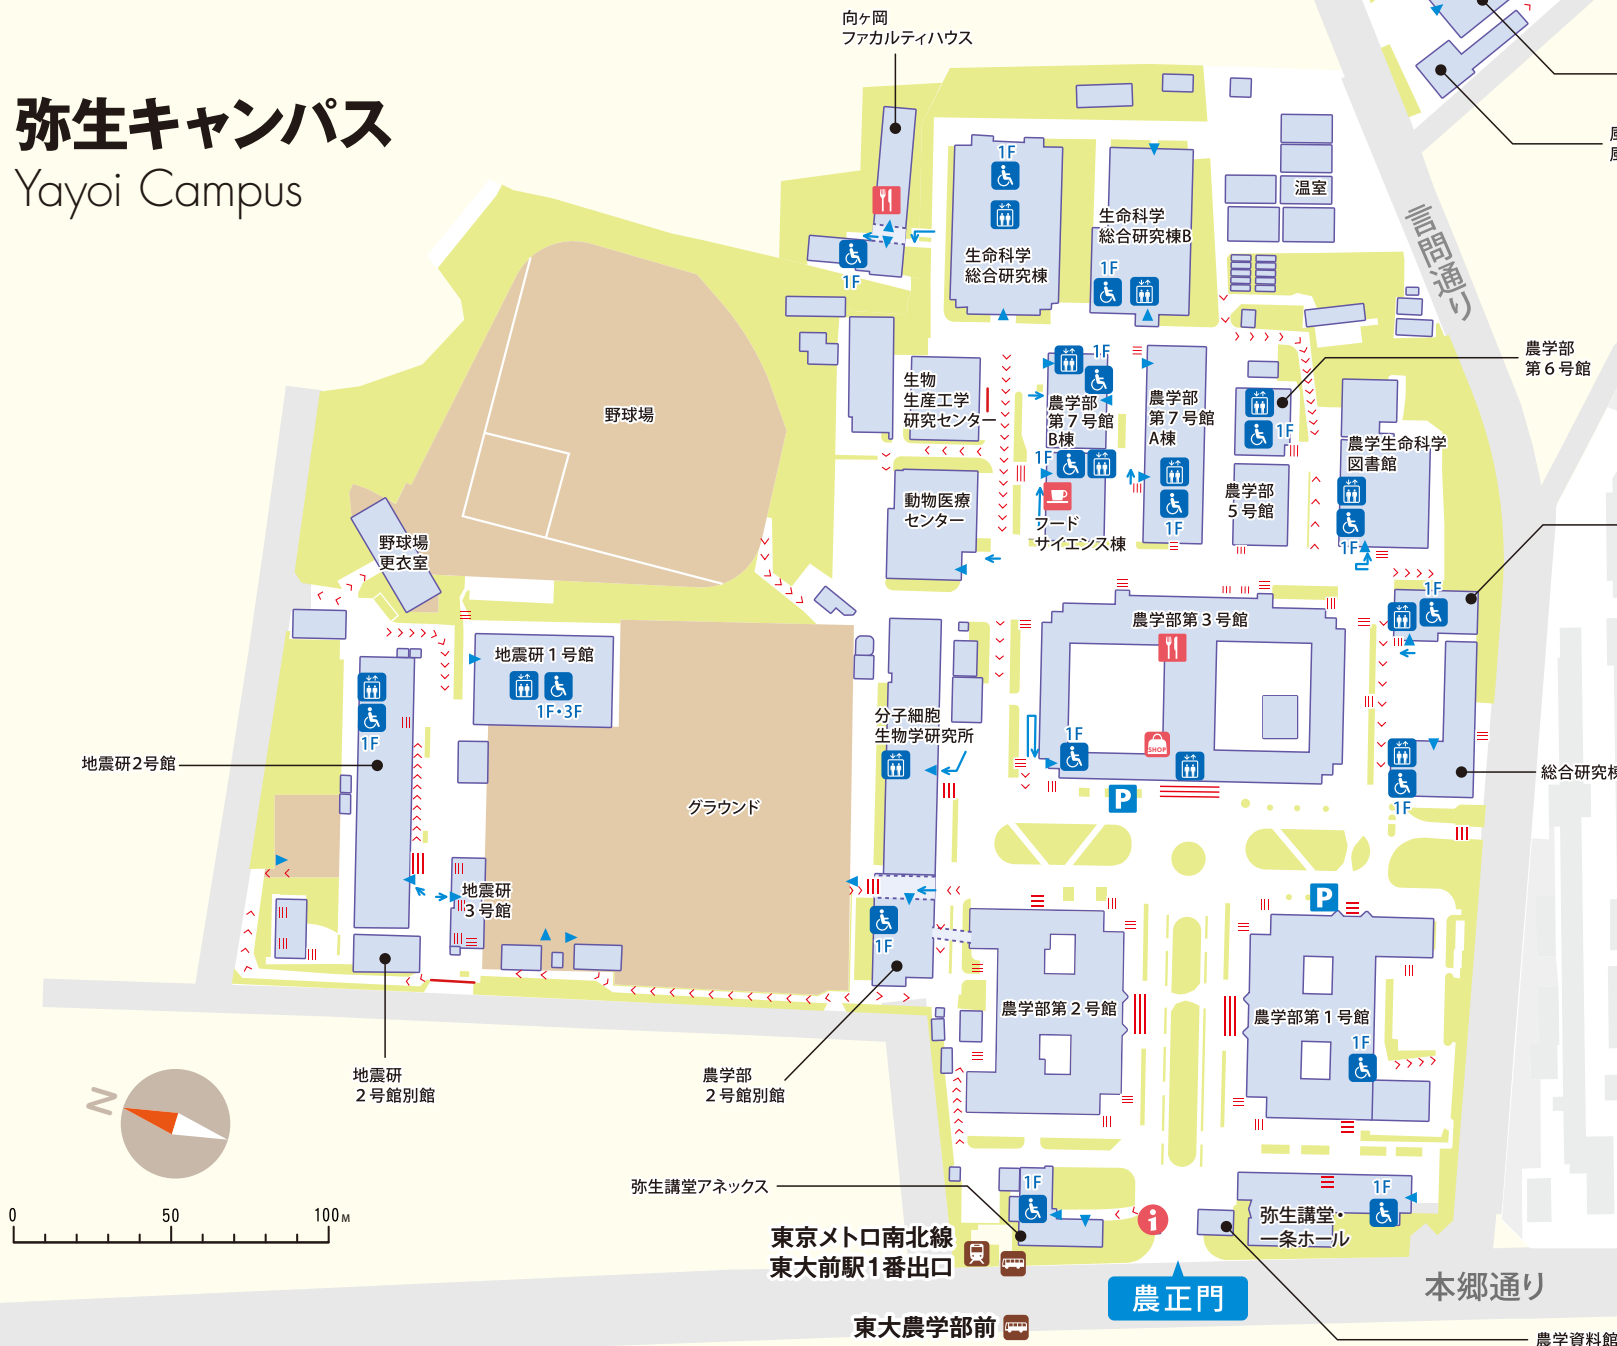 弥生キャンパス
Yayoi Campus
向ヶ岡
ファカルティハウス
1F
1F
生命科学
総合研究棟
生命科学
総合研究棟B
1F
温室
言問通り
農学部
第６号館
野球場
生物
生産工学
研究センター
1F
農学部
第７号館
B棟
1F
フード
サイエンス棟
農学部
第７号館
A棟
1F
1F
農学部
５号館
農学生命科学
図書館
1F
動物医療
センター
野球場
更衣室
1F
農学部第３号館
1F
SHOP
P
地震研１号館
1F・3F
1F
地震研2号館
分子細胞
生物学研究所
グラウンド
総合研究棟
1F
地震研
３号館
1F
P
農学部第２号館
農学部第１号館
1F
N
地震研
２号館別館
農学部
２号館別館
0
50
100M
弥生講堂アネックス
1F
1F
弥生講堂・
一条ホール
東京メトロ南北線
東大前駅1番出口
農正門
本郷通り
東大農学部前
農学資料館